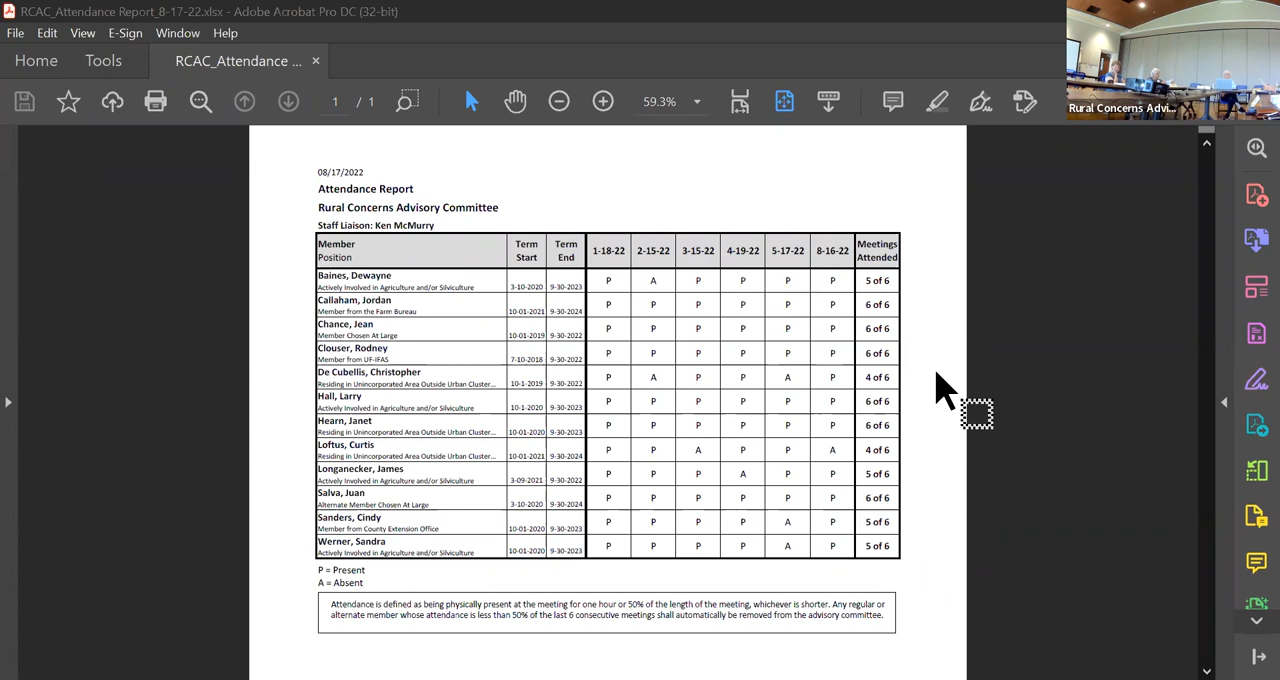 RCAC_Attendance Report_8-17-22.xlsx - Adobe Acrobat Pro DC (32-bit)
File Edit View E-Sign Window Help
Home Tools RCAC_Attendance ... ×
1 / 1 59.3%
Rural Concerns Advi...
08/17/2022
Attendance Report
Rural Concerns Advisory Committee
Staff Liaison: Ken McMurry
Member Position Term Start Term End 1-18-22 2-15-22 3-15-22 4-19-22 5-17-22 8-16-22 Meetings Attended
Baines, Dewayne
Actively Involved in Agriculture and/or Silviculture 3-10-2020 9-30-2023 P A P P P P 5 of 6
Callaham, Jordan
Member from the Farm Bureau 10-01-2021 9-30-2024 P P P P P P 6 of 6
Chance, Jean
Member Chosen At Large 10-01-2019 9-30-2022 P P P P P P 6 of 6
Clouser, Rodney
Member from UF-IFAS 7-10-2018 9-30-2022 P P P P P P 6 of 6
De Cubellis, Christopher
Residing in Unincorporated Area Outside Urban Cluster... 10-1-2019 9-30-2022 P A P P A P 4 of 6
Hall, Larry
Actively Involved in Agriculture and/or Silviculture 10-1-2020 9-30-2023 P P P P P P 6 of 6
Hearn, Janet
Residing in Unincorporated Area Outside Urban Cluster... 10-01-2020 9-30-2023 P P P P P P 6 of 6
Loftus, Curtis
Residing in Unincorporated Area Outside Urban Cluster... 10-01-2021 9-30-2024 P P A P P A 4 of 6
Longanecker, James
Actively Involved in Agriculture and/or Silviculture 3-09-2021 9-30-2022 P P P A P P 5 of 6
Salva, Juan
Alternate Member Chosen At Large 3-10-2020 9-30-2024 P P P P P P 6 of 6
Sanders, Cindy
Member from County Extension Office 10-01-2020 9-30-2023 P P P P A P 5 of 6
Werner, Sandra
Actively Involved in Agriculture and/or Silviculture 10-01-2020 9-30-2023 P P P P A P 5 of 6
P = Present
A = Absent
Attendance is defined as being physically present at the meeting for one hour or 50% of the length of the meeting, whichever is shorter. Any regular or
alternate member whose attendance is less than 50% of the last 6 consecutive meetings shall automatically be removed from the advisory committee.